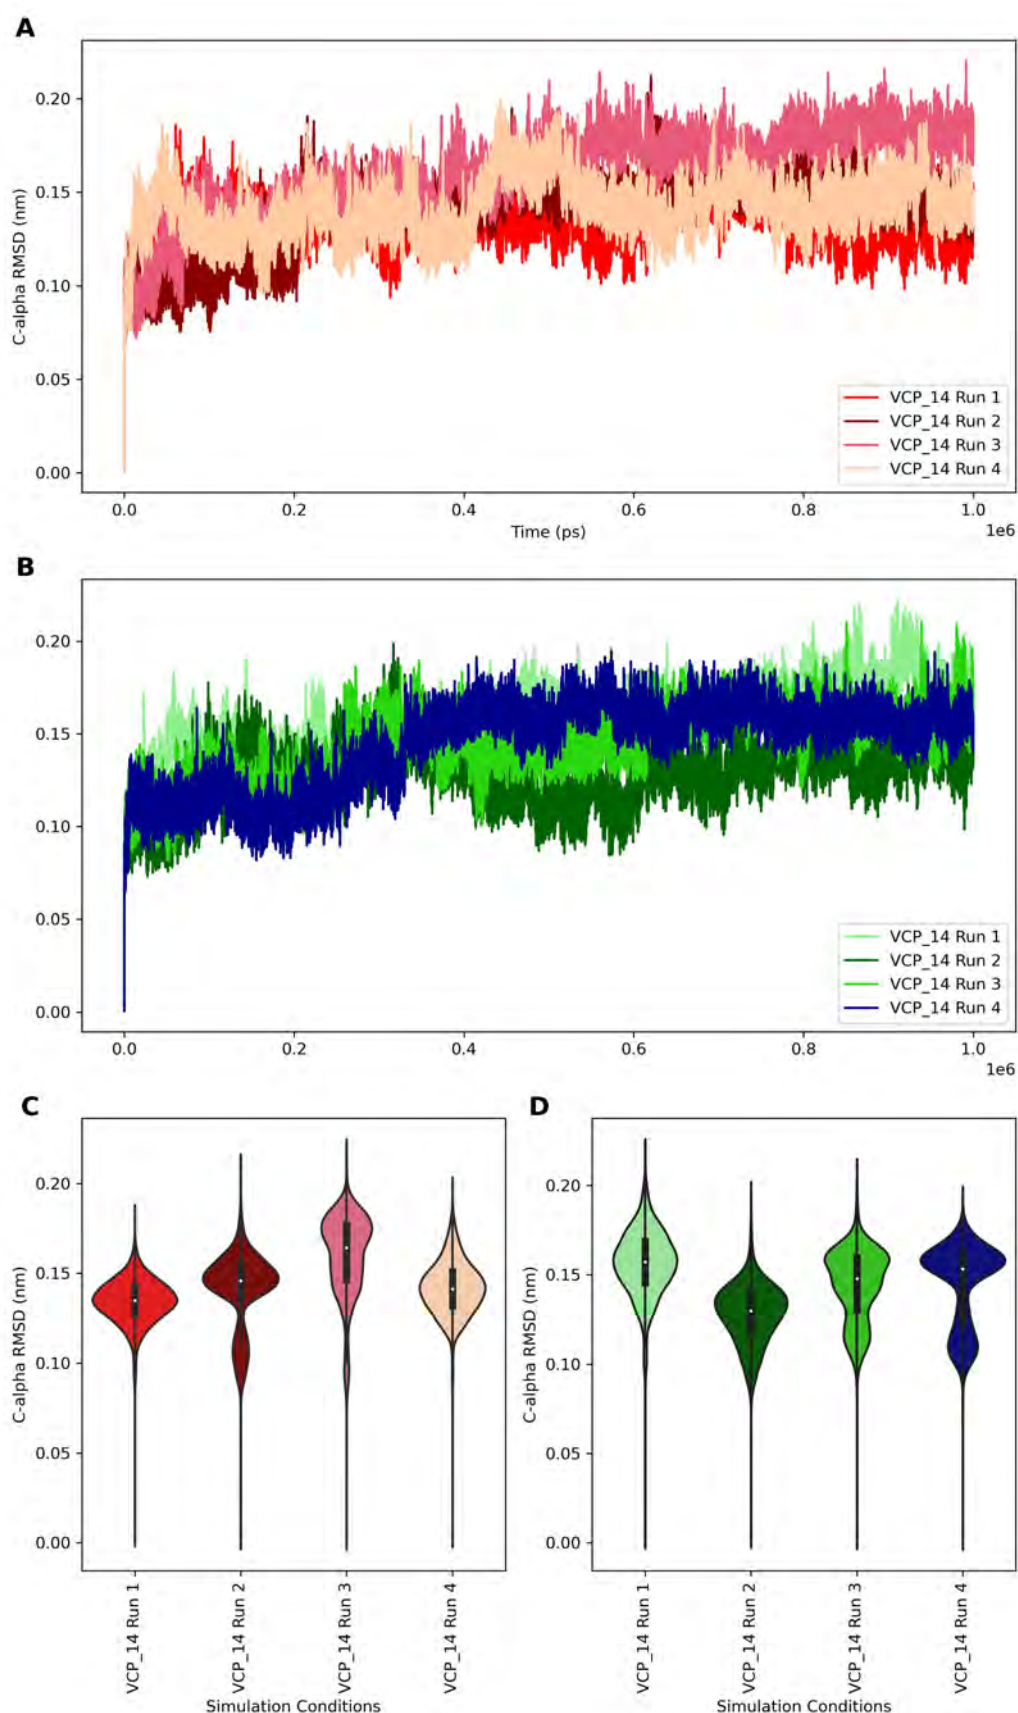 A
C-alpha RMSD (nm)
0.20
0.15
0.10
0.05
0.00
VCP_14 Run 1
VCP_14 Run 2
VCP_14 Run 3
VCP_14 Run 4
0.0 0.2 0.4 0.6 0.8 1.0
1e6
Time (ps)
B
0.20
0.15
0.10
0.05
0.00
VCP_14 Run 1
VCP_14 Run 2
VCP_14 Run 3
VCP_14 Run 4
0.0 0.2 0.4 0.6 0.8 1.0
1e6
C
C-alpha RMSD (nm)
0.20
0.15
0.10
0.05
0.00
VCP_14 Run 1
VCP_14 Run 2
VCP_14 Run 3
VCP_14 Run 4
Simulation Conditions
D
C-alpha RMSD (nm)
0.20
0.15
0.10
0.05
0.00
VCP_14 Run 1
VCP_14 Run 2
VCP_14 Run 3
VCP_14 Run 4
Simulation Conditions